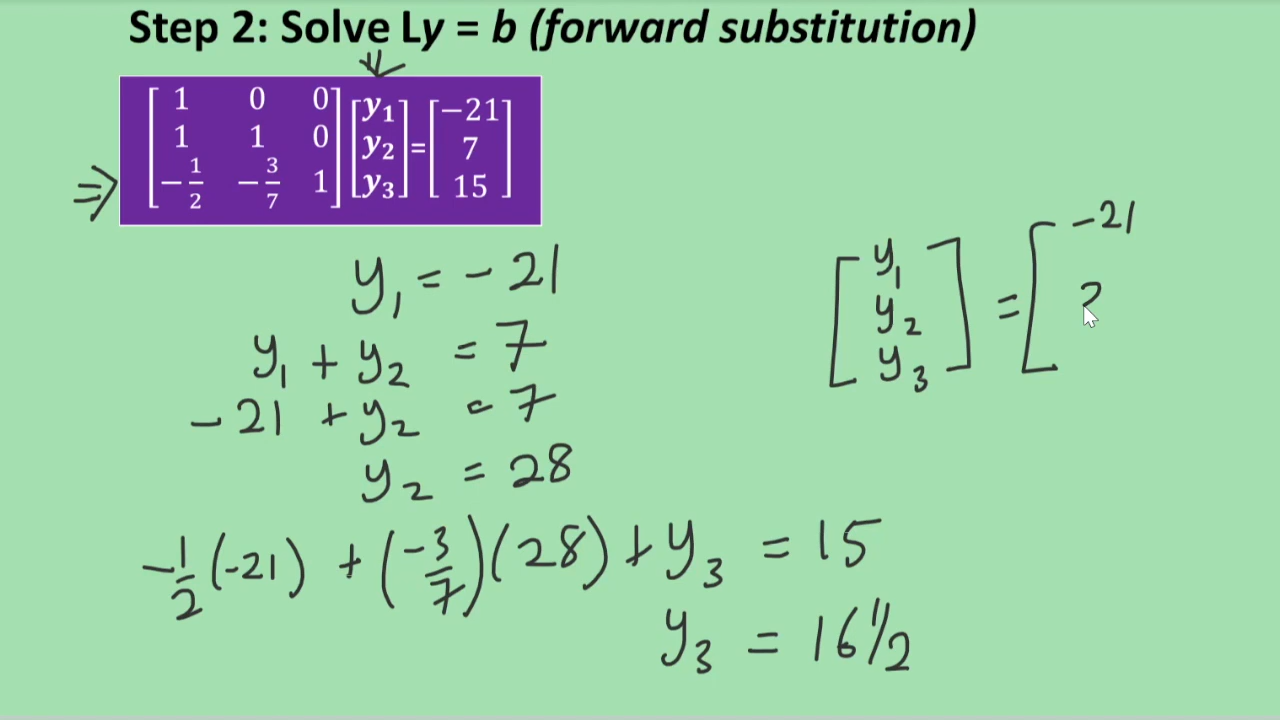 Step 2: Solve Ly = b (forward substitution)
[1 0 0; 1 1 0; -1/2 -3/7 1] [y₁; y₂; y₃] = [-21; 7; 15]
y₁ = -21
y₁ + y₂ = 7
-21 + y₂ = 7
y₂ = 28
-1/2 (-21) + (-3/7)(28) + y₃ = 15
y₃ = 16 1/2
[y₁; y₂; y₃] = [-21; 2